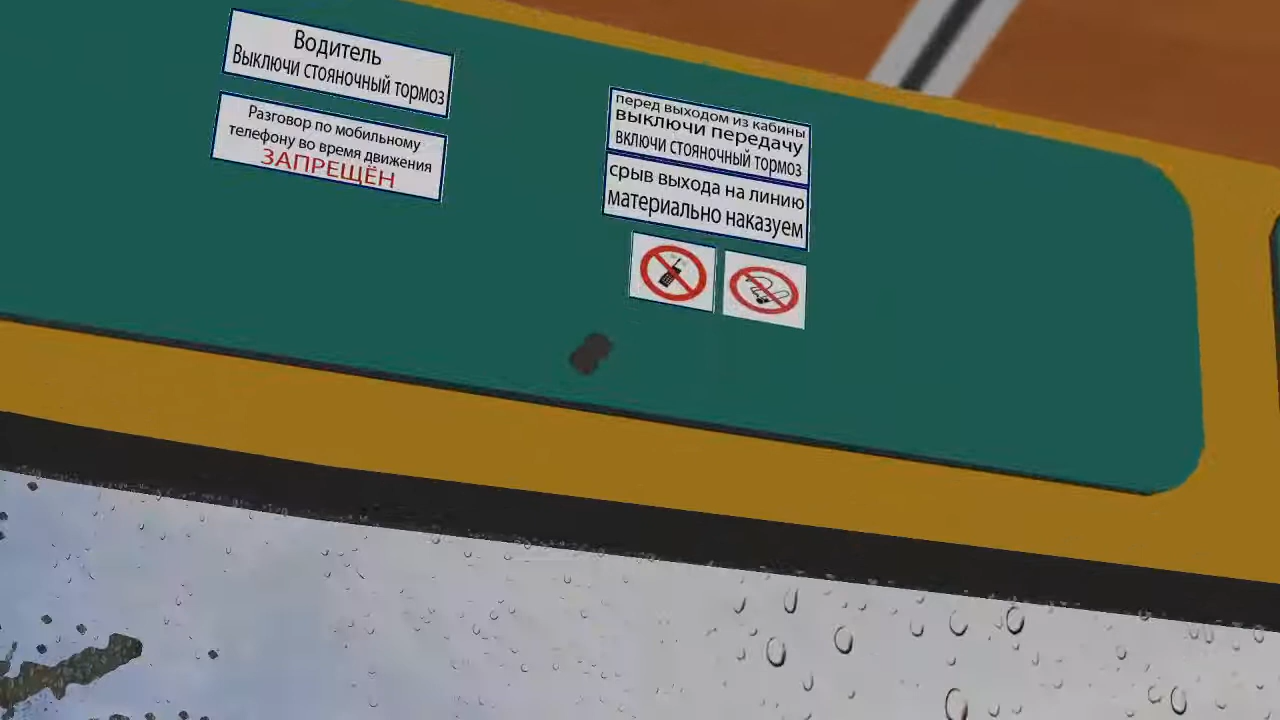 Водитель
Выключи стояночный тормоз
Разговор по мобильному
телефону во время движения
ЗАПРЕЩЁН
перед выходом из кабины
выключи передачу
включи стояночный тормоз
срыв выхода на линию
материально наказуем